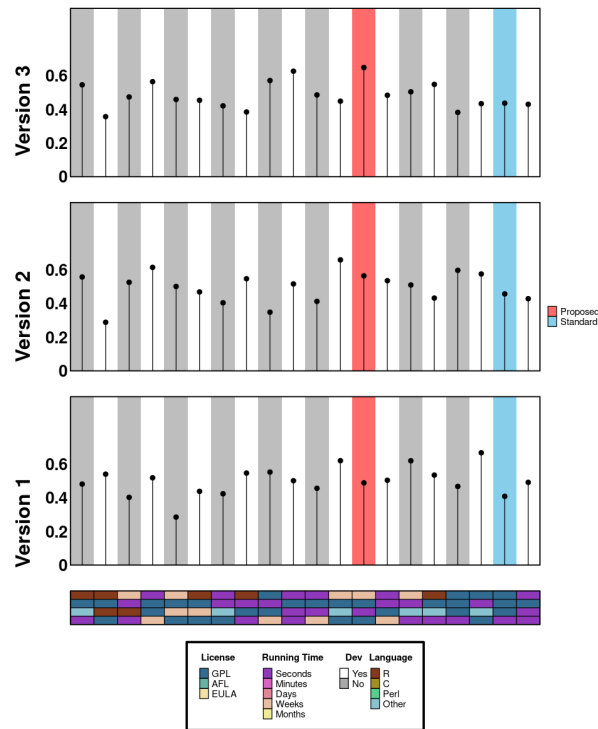 Version 3
0.6
0.4
0.2
0
Version 2
0.6
0.4
0.2
0
Proposed
Standard
Version 1
0.6
0.4
0.2
0
License Running Time Dev Language
GPL Seconds Yes R
AFL Minutes No C
EULA Days Perl
Weeks Other
Months